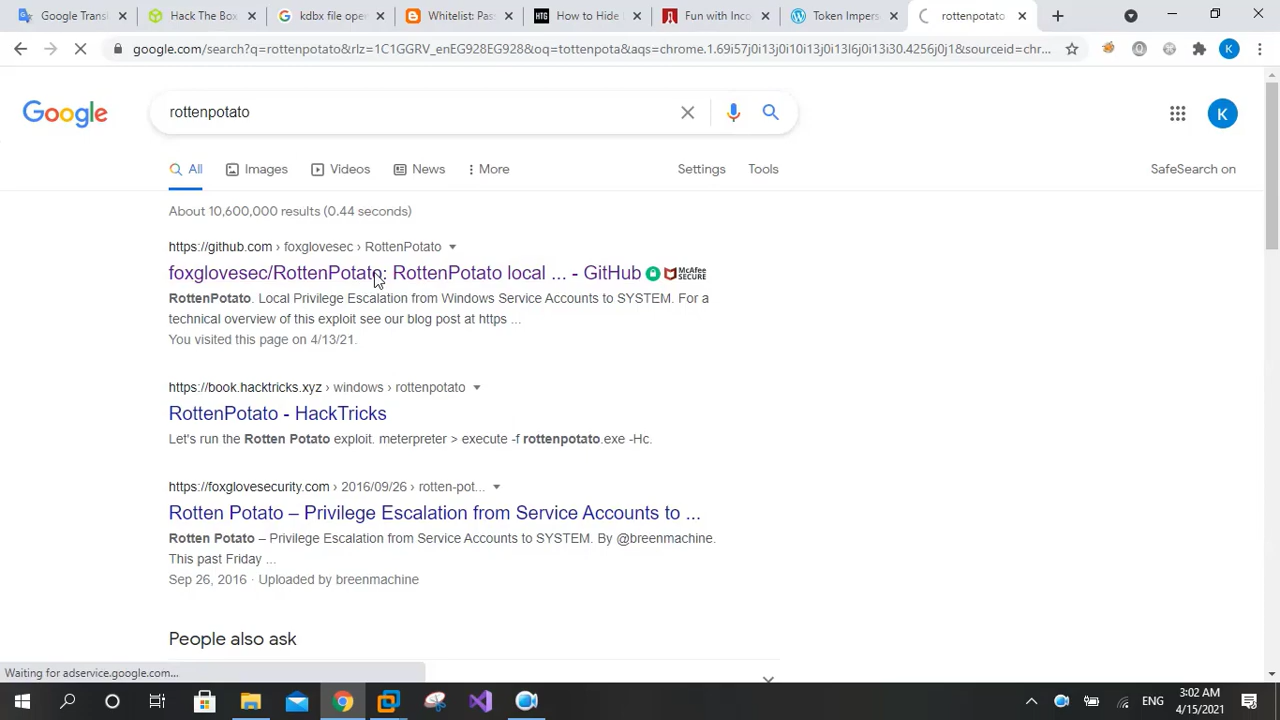 Google Trans
Hack The Box
kdbx file open
Whitelist: Pas
HTG
How to Hide
Fun with Inco
Token Impers
rottenpotato
google.com/search?q=rottenpotato&rlz=1C1GGRV_enEG928EG928&oq=tottenpota&aqs=chrome.1.69i57j0i13j0i10i13j0i13l6j0i13i30.4256j0j1&sourceid=chr...
K
Google
rottenpotato
K
All
Images
Videos
News
More
Settings
Tools
SafeSearch on
About 10,600,000 results (0.44 seconds)
https://github.com › foxglovesec › RottenPotato
foxglovesec/RottenPotato: RottenPotato local ... - GitHub McAfee SECURE
RottenPotato. Local Privilege Escalation from Windows Service Accounts to SYSTEM. For a
technical overview of this exploit see our blog post at https ...
You visited this page on 4/13/21.
https://book.hacktricks.xyz › windows › rottenpotato
RottenPotato - HackTricks
Let's run the Rotten Potato exploit. meterpreter > execute -f rottenpotato.exe -Hc.
https://foxglovesecurity.com › 2016/09/26 › rotten-pot...
Rotten Potato – Privilege Escalation from Service Accounts to ...
Rotten Potato – Privilege Escalation from Service Accounts to SYSTEM. By @breenmachine.
This past Friday ...
Sep 26, 2016 · Uploaded by breenmachine
People also ask
Waiting for adservice.google.com...
ENG
3:02 AM
4/15/2021